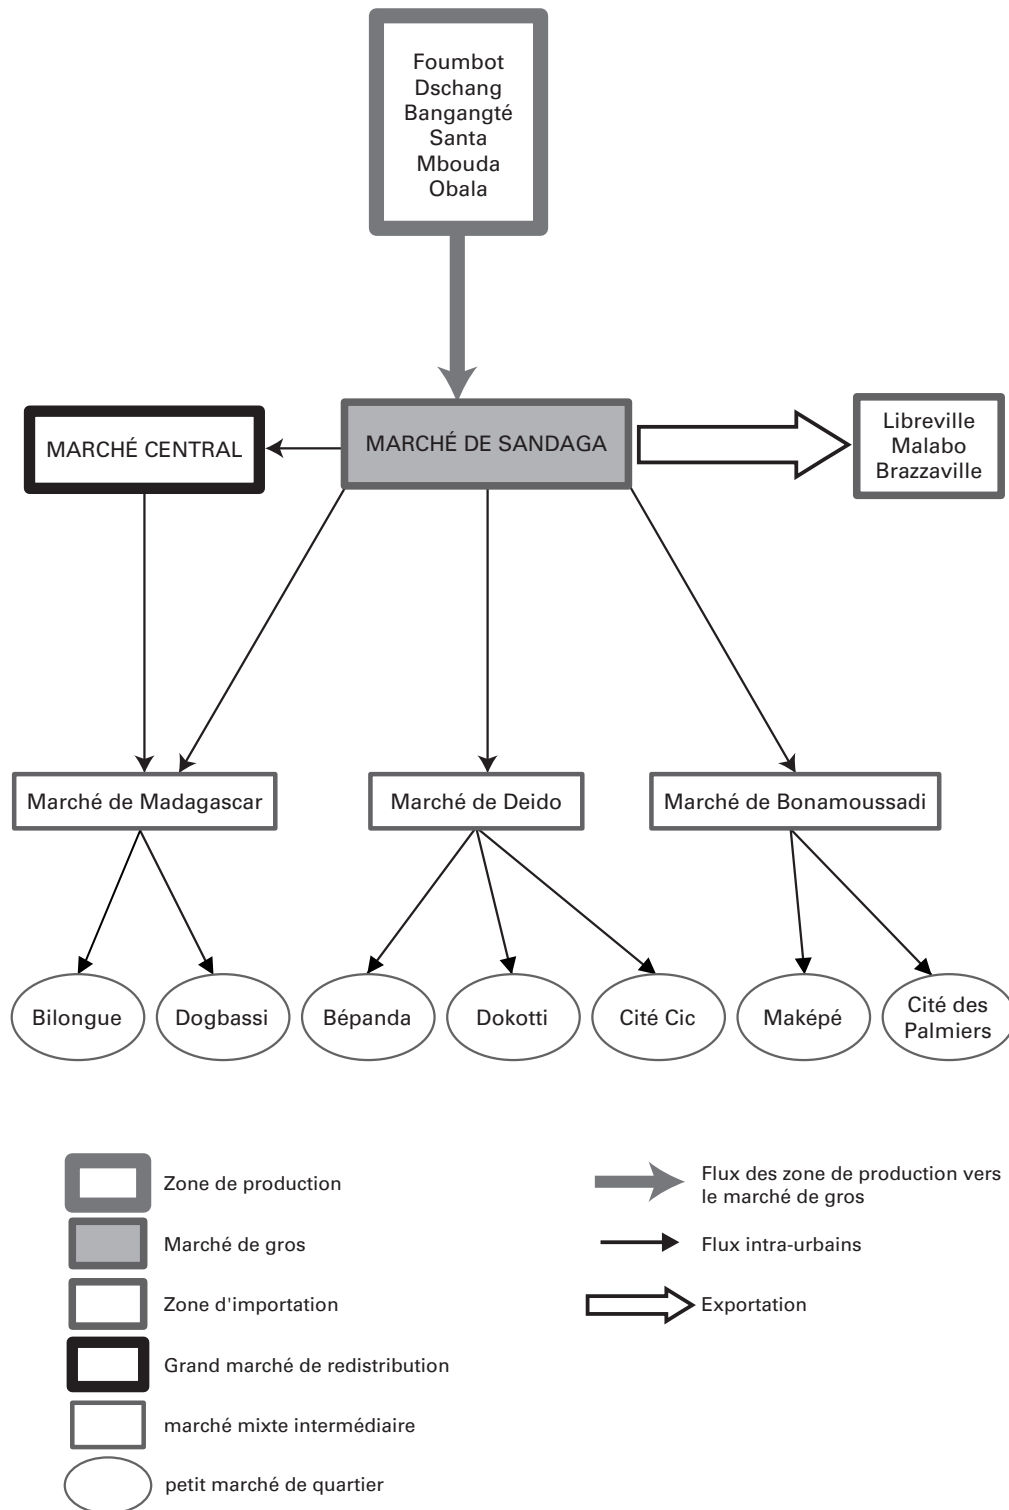 Foumbot
Dschang
Bangangté
Santa
Mbouda
Obala
MARCHÉ CENTRAL
MARCHÉ DE SANDAGA
Libreville
Malabo
Brazzaville
Marché de Madagascar
Marché de Deido
Marché de Bonamoussadi
Bilongue
Dogbassi
Bépanda
Dokotti
Cité Cic
Maképé
Cité des
Palmiers
Zone de production
Marché de gros
Zone d'importation
Grand marché de redistribution
marché mixte intermédiaire
petit marché de quartier
Flux des zone de production vers
le marché de gros
Flux intra-urbains
Exportation